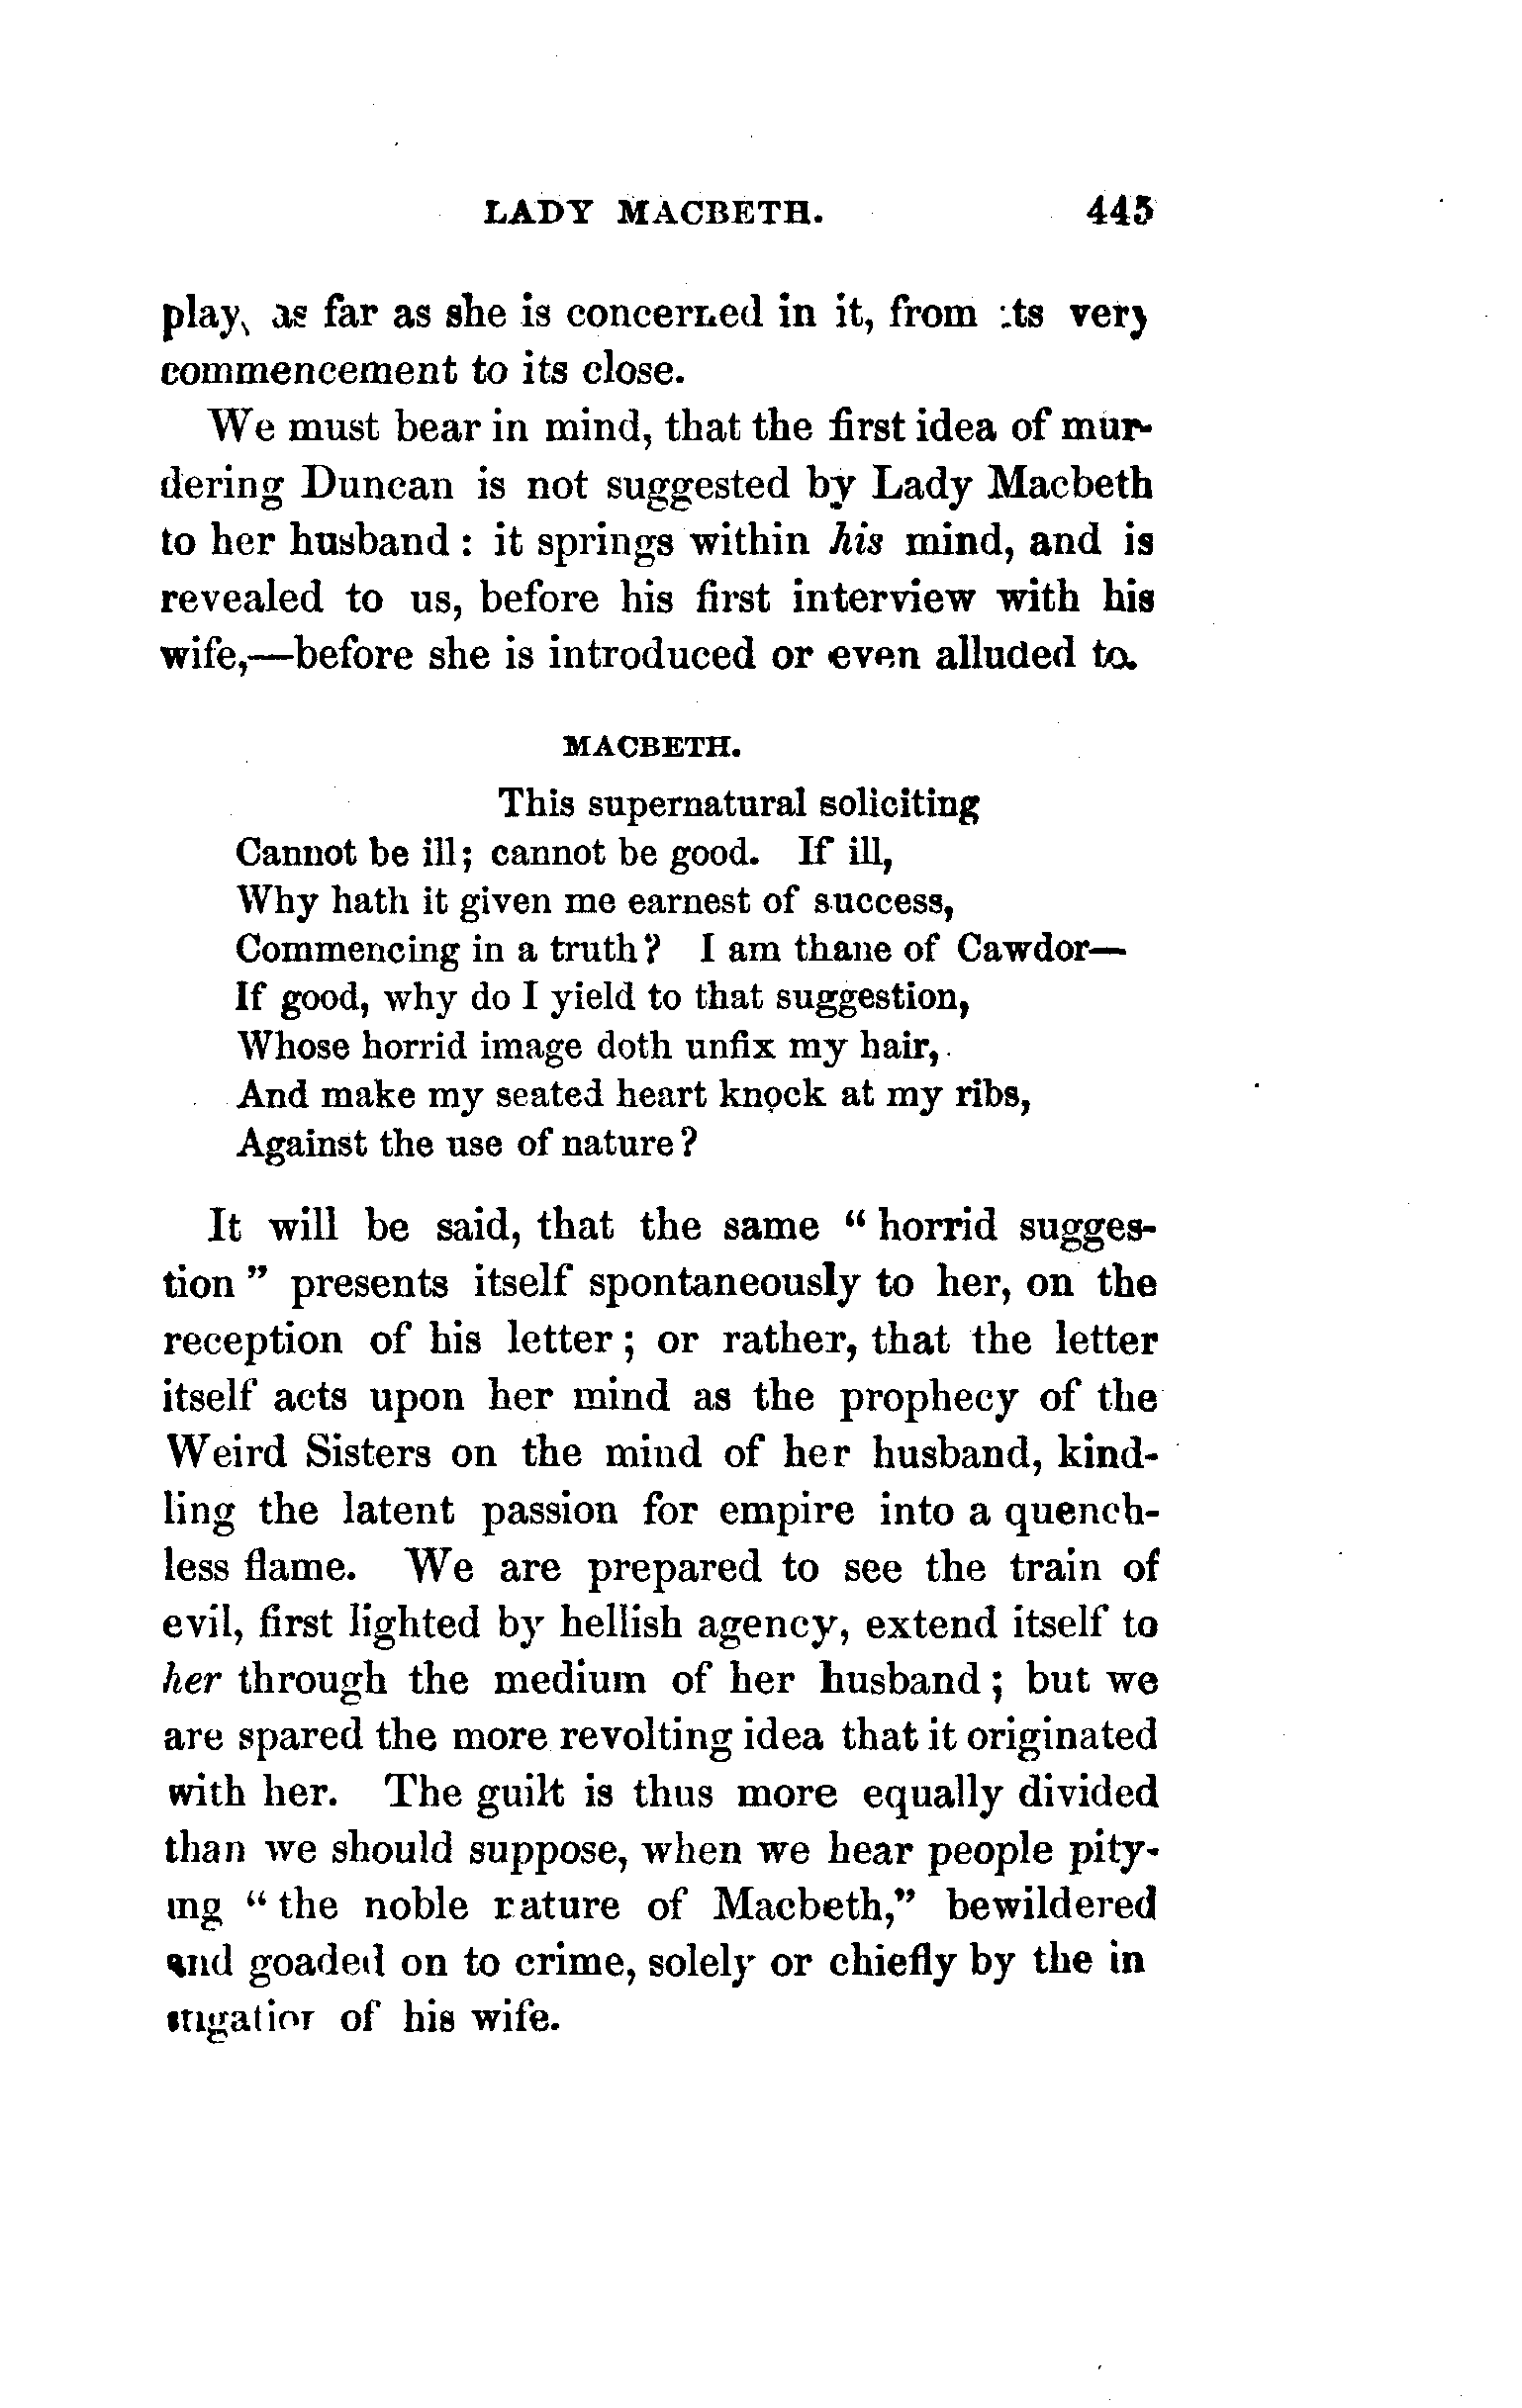 LADY MACBETH. 445
play, as far as she is concerned in it, from its very
commencement to its close.
We must bear in mind, that the first idea of mur-
dering Duncan is not suggested by Lady Macbeth
to her husband : it springs within his mind, and is
revealed to us, before his first interview with his
wife,—before she is introduced or even alluded to.
MACBETH.
This supernatural soliciting
Cannot be ill; cannot be good. If ill,
Why hath it given me earnest of success,
Commencing in a truth? I am thane of Cawdor—
If good, why do I yield to that suggestion,
Whose horrid image doth unfix my hair,
And make my seated heart knock at my ribs,
Against the use of nature?
It will be said, that the same “ horrid sugges-
tion ” presents itself spontaneously to her, on the
reception of his letter ; or rather, that the letter
itself acts upon her mind as the prophecy of the
Weird Sisters on the mind of her husband, kind-
ling the latent passion for empire into a quench-
less flame. We are prepared to see the train of
evil, first lighted by hellish agency, extend itself to
her through the medium of her husband ; but we
are spared the more revolting idea that it originated
with her. The guilt is thus more equally divided
than we should suppose, when we hear people pity-
ing “ the noble nature of Macbeth,” bewildered
and goaded on to crime, solely or chiefly by the in
stigation of his wife.